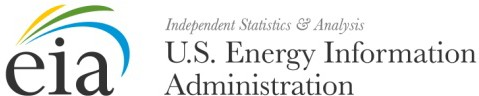 eia
Independent Statistics & Analysis
U.S. Energy Information
Administration